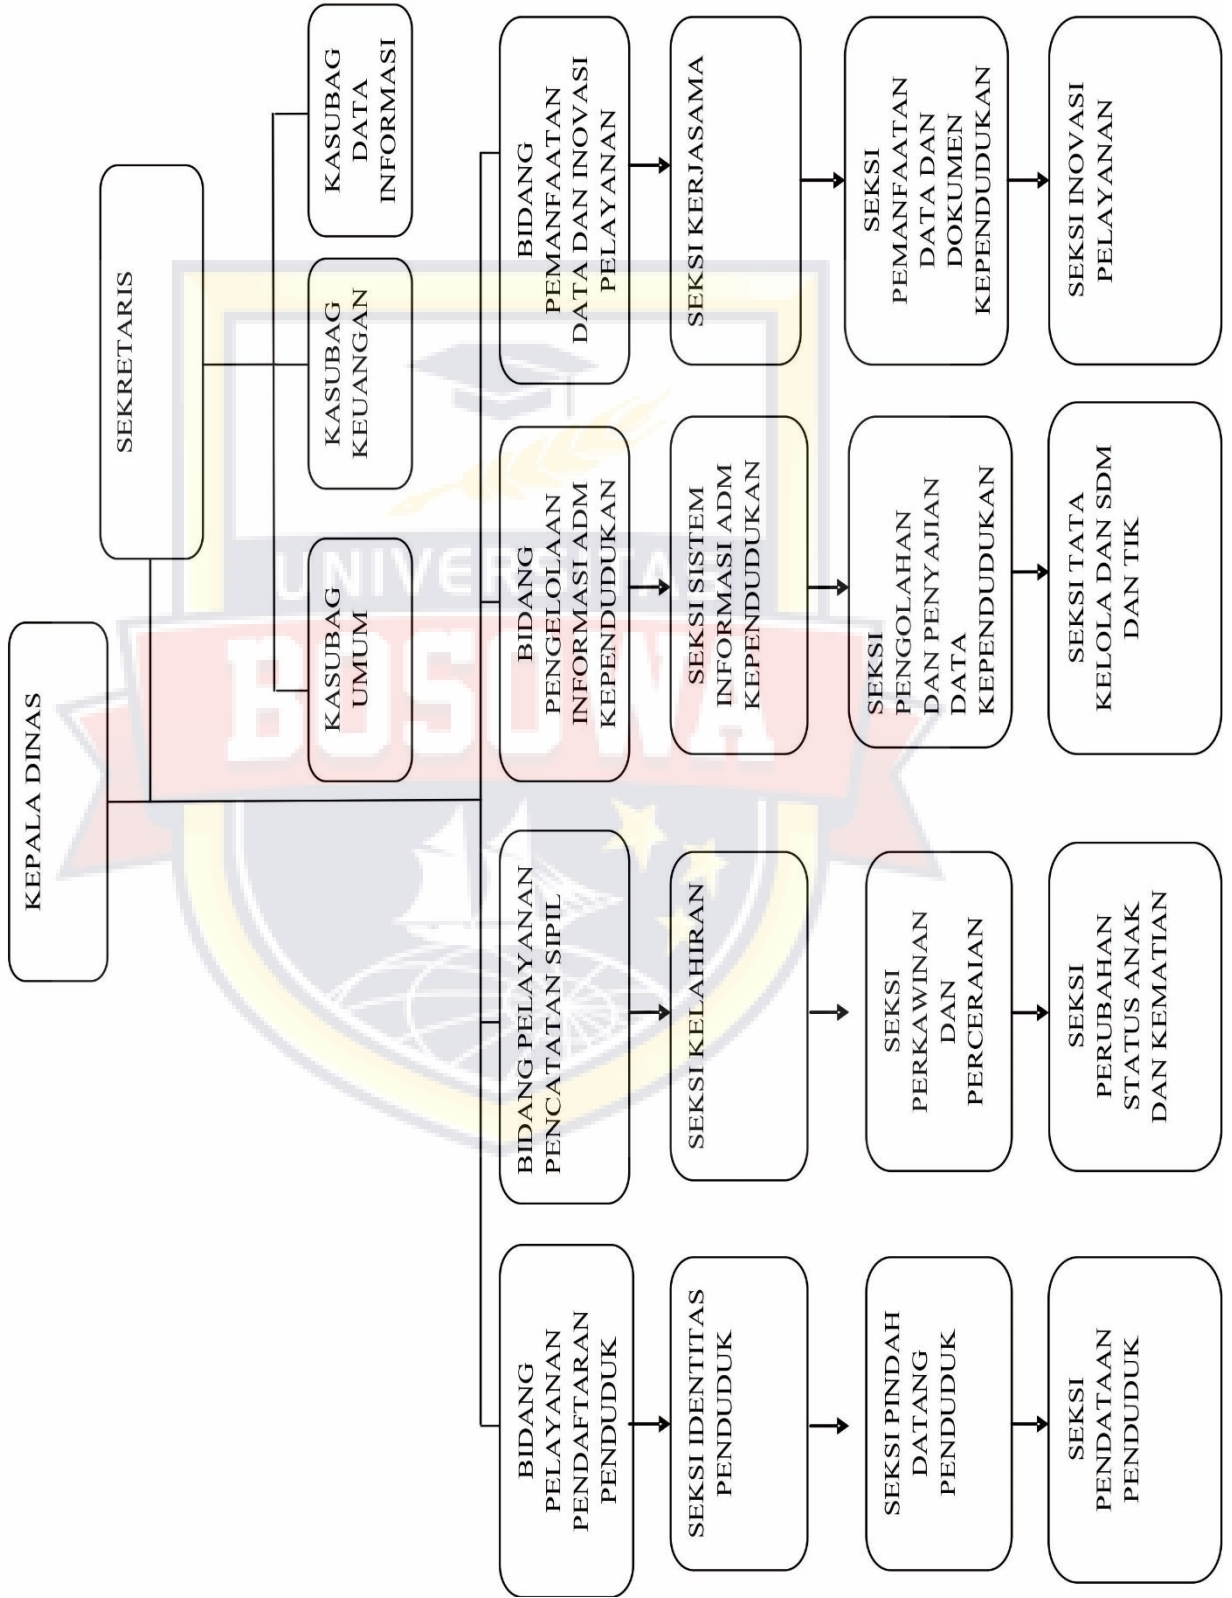 KEPALA DINAS
SEKRETARIS
KASUBAG
UMUM
KASUBAG
KEUANGAN
KASUBAG
DATA
INFORMASI
BIDANG
PELAYANAN
PENDAFTARAN
PENDUDUK
BIDANG PELAYANAN
PENCATATAN SIPIL
BIDANG
PENGELOLAAN
INFORMASI ADM
KEPENDUDUKAN
BIDANG
PEMANFAATAN
DATA DAN INOVASI
PELAYANAN
SEKSI IDENTITAS
PENDUDUK
SEKSI KELAHIRAN
SEKSI SISTEM
INFORMASI ADM
KEPENDUDUKAN
SEKSI KERJASAMA
SEKSI PINDAH
DATANG
PENDUDUK
SEKSI
PERKAWINAN
DAN
PERCERAIAN
SEKSI
PENGOLAHAN
DAN PENYAJIAN
DATA
KEPENDUDUKAN
SEKSI
PEMANFAATAN
DATA DAN
DOKUMEN
KEPENDUDUKAN
SEKSI
PENDATAAN
PENDUDUK
SEKSI
PERUBAHAN
STATUS ANAK
DAN KEMATIAN
SEKSI TATA
KELOLA DAN SDM
DAN TIK
SEKSI INOVASI
PELAYANAN
UNIVERSITAS
BOSOWA